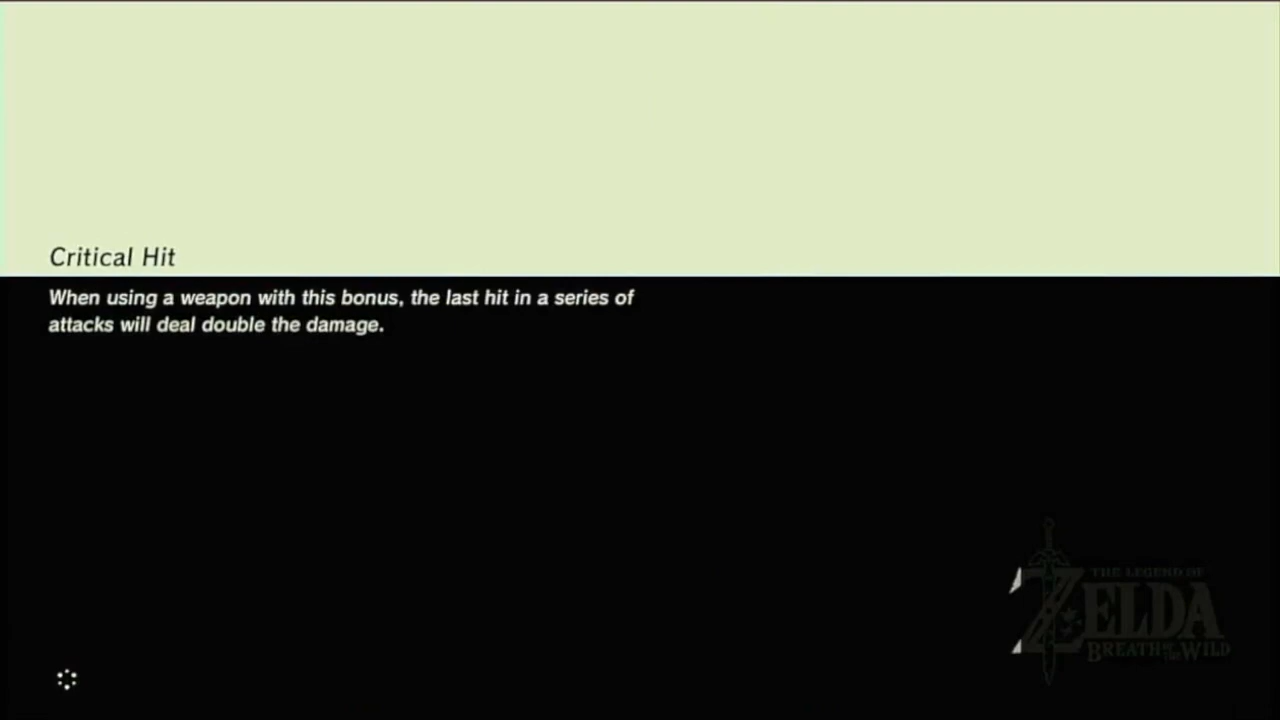 Critical Hit
When using a weapon with this bonus, the last hit in a series of
attacks will deal double the damage.
THE LEGEND OF
ZELDA
BREATH OF THE WILD